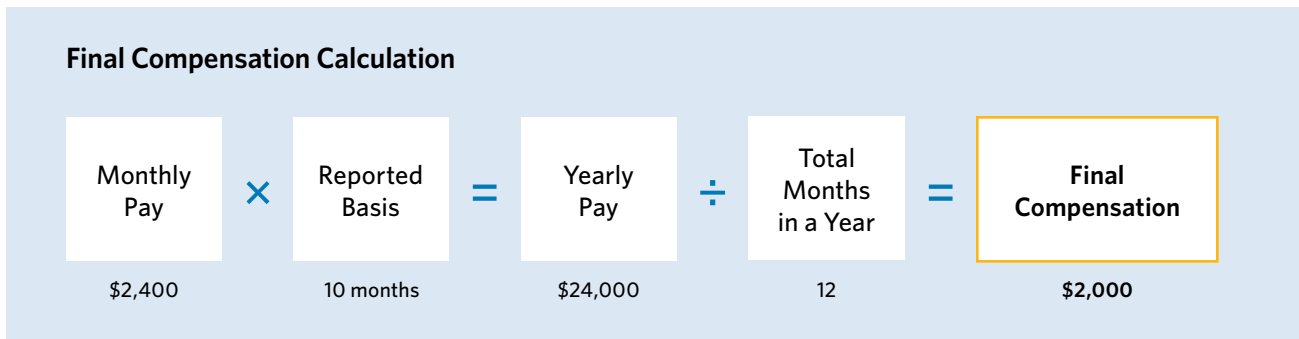 Final Compensation Calculation
Monthly
Pay
×
Reported
Basis
=
Yearly
Pay
÷
Total
Months
in a Year
=
Final
Compensation
$2,400
10 months
$24,000
12
$2,000